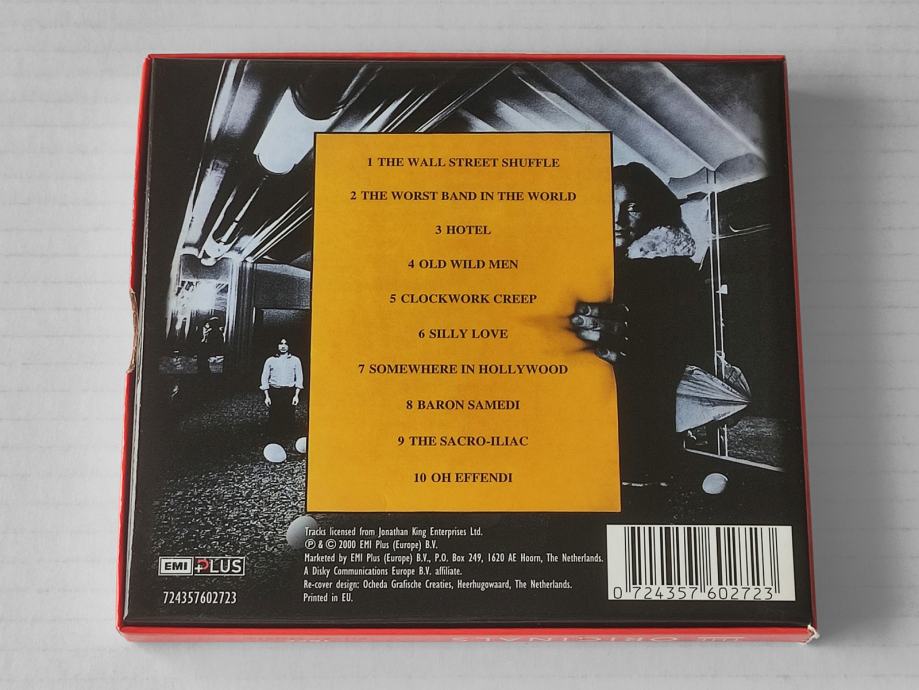 1 THE WALL STREET SHUFFLE
2 THE WORST BAND IN THE WORLD
3 HOTEL
4 OLD WILD MEN
5 CLOCKWORK CREEP
6 SILLY LOVE
7 SOMEWHERE IN HOLLYWOOD
8 BARON SAMEDI
9 THE SACRO-ILIAC
10 OH EFFENDI
Tracks licensed from Jonathan King Enterprises Ltd.
℗ & © 2000 EMI Plus (Europe) B.V.
Marketed by EMI Plus (Europe) B.V., P.O. Box 249, 1620 AE Hoorn, The Netherlands.
A Disky Communications Europe B.V. affiliate.
Re-cover design: Ocheda Grafische Creaties, Heerhugowaard, The Netherlands.
Printed in EU.
EMI PLUS
724357602723
0 724357 602723
ORIGINALS